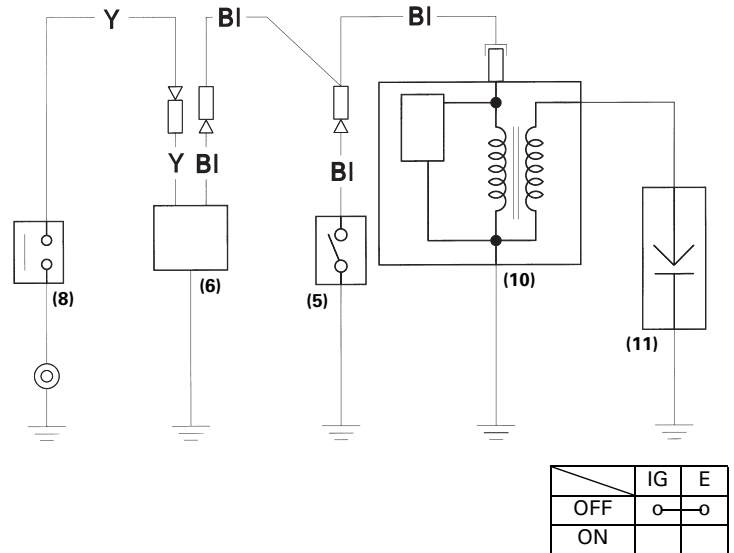 Y
Bl
Bl
Y
Bl
Bl
(8)
(6)
(5)
(10)
(11)
IG E
OFF
ON